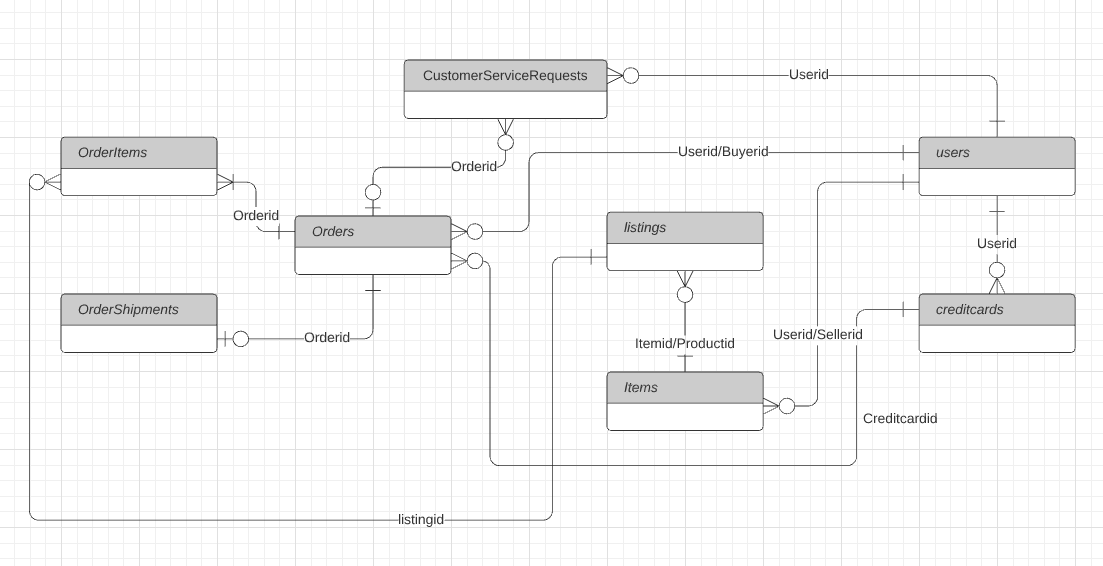 CustomerServiceRequests
Userid
OrderItems
Userid/Buyerid
users
Orderid
Orderid
Orders
listings
Userid
OrderShipments
Orderid
creditcards
Userid/Sellerid
Itemid/Productid
Items
Creditcardid
listingid